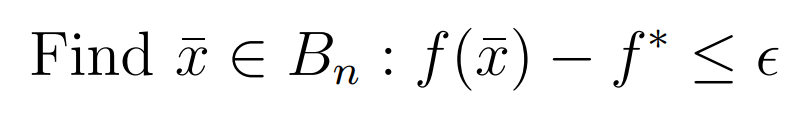 Find x̄ ∈ Bₙ : f(x̄) − f* ≤ ϵ